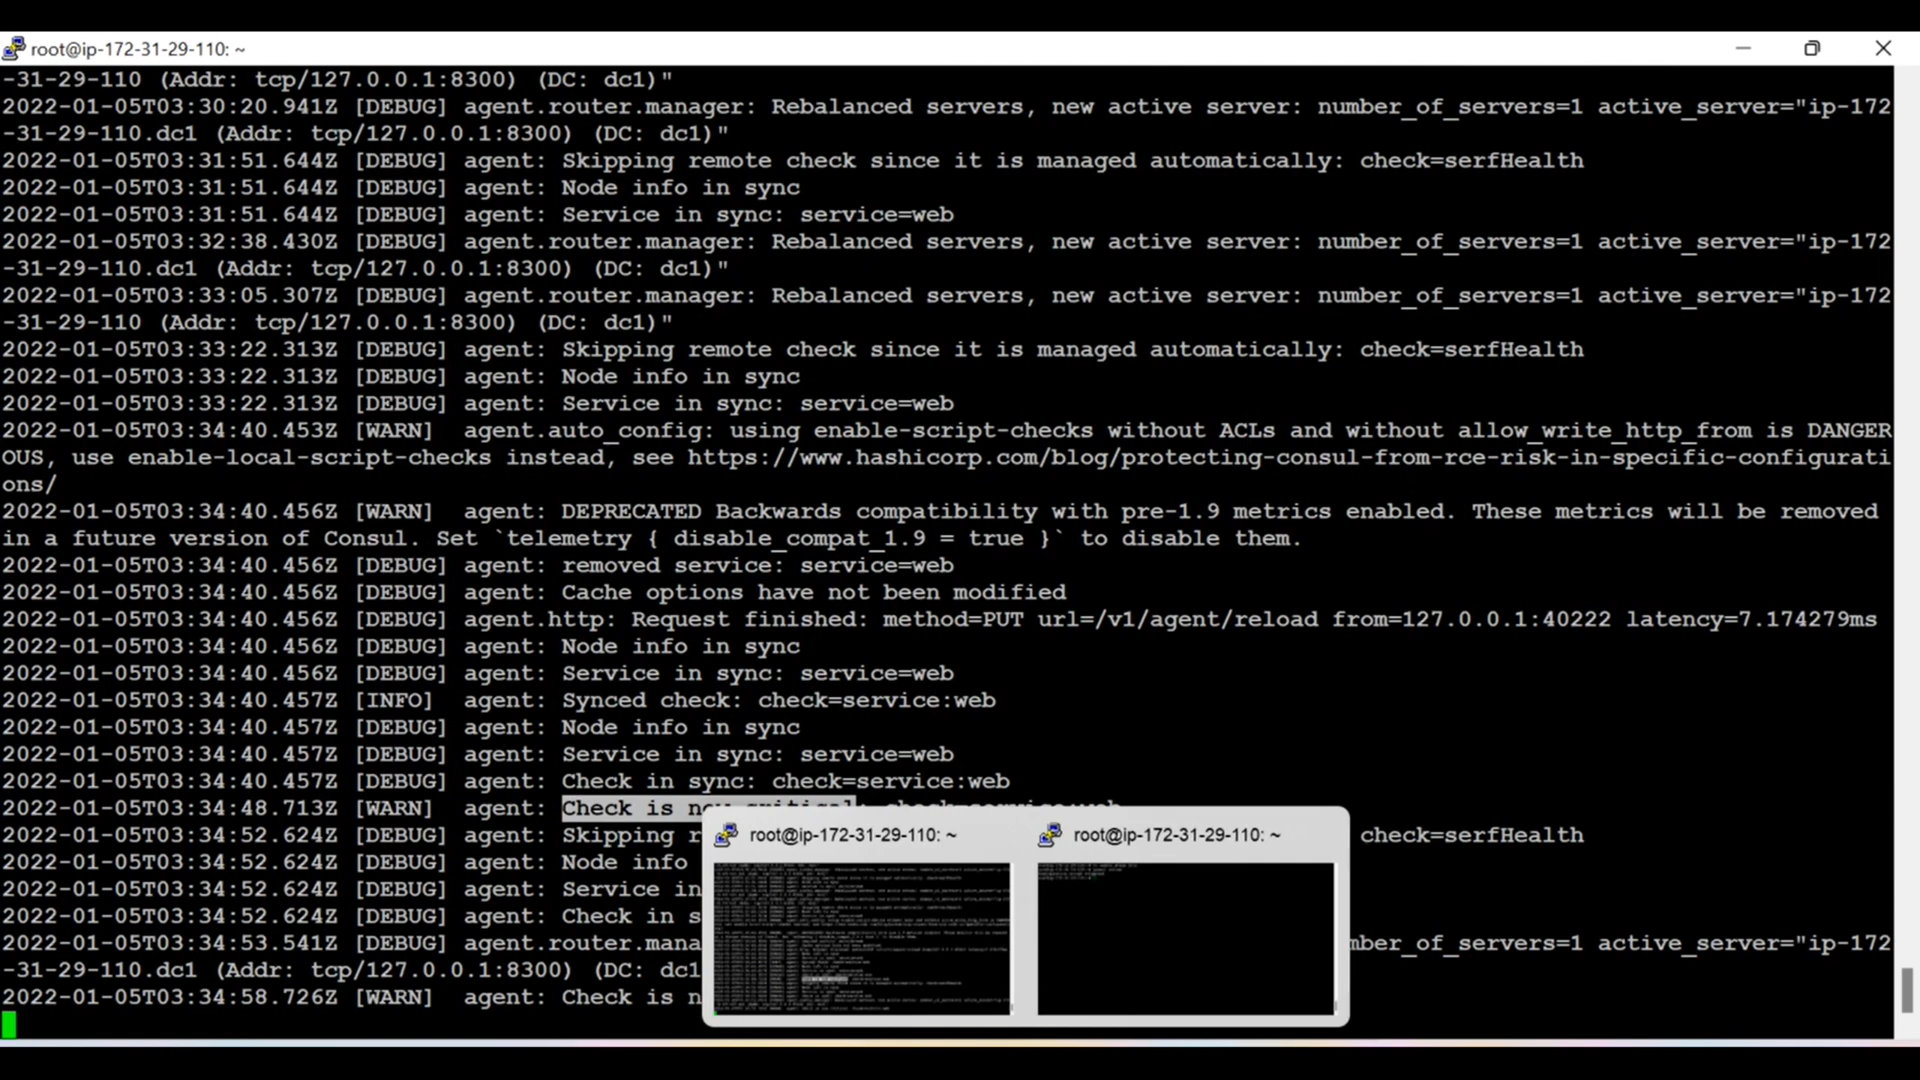 root@ip-172-31-29-110: ~
-31-29-110 (Addr: tcp/127.0.0.1:8300) (DC: dc1)"
2022-01-05T03:30:20.941Z [DEBUG] agent.router.manager: Rebalanced servers, new active server: number_of_servers=1 active_server="ip-172
-31-29-110.dc1 (Addr: tcp/127.0.0.1:8300) (DC: dc1)"
2022-01-05T03:31:51.644Z [DEBUG] agent: Skipping remote check since it is managed automatically: check=serfHealth
2022-01-05T03:31:51.644Z [DEBUG] agent: Node info in sync
2022-01-05T03:31:51.644Z [DEBUG] agent: Service in sync: service=web
2022-01-05T03:32:38.430Z [DEBUG] agent.router.manager: Rebalanced servers, new active server: number_of_servers=1 active_server="ip-172
-31-29-110.dc1 (Addr: tcp/127.0.0.1:8300) (DC: dc1)"
2022-01-05T03:33:05.307Z [DEBUG] agent.router.manager: Rebalanced servers, new active server: number_of_servers=1 active_server="ip-172
-31-29-110 (Addr: tcp/127.0.0.1:8300) (DC: dc1)"
2022-01-05T03:33:22.313Z [DEBUG] agent: Skipping remote check since it is managed automatically: check=serfHealth
2022-01-05T03:33:22.313Z [DEBUG] agent: Node info in sync
2022-01-05T03:33:22.313Z [DEBUG] agent: Service in sync: service=web
2022-01-05T03:34:40.453Z [WARN]  agent.auto_config: using enable-script-checks without ACLs and without allow_write_http_from is DANGER
OUS, use enable-local-script-checks instead, see https://www.hashicorp.com/blog/protecting-consul-from-rce-risk-in-specific-configurati
ons/
2022-01-05T03:34:40.456Z [WARN]  agent: DEPRECATED Backwards compatibility with pre-1.9 metrics enabled. These metrics will be removed
in a future version of Consul. Set `telemetry { disable_compat_1.9 = true }` to disable them.
2022-01-05T03:34:40.456Z [DEBUG] agent: removed service: service=web
2022-01-05T03:34:40.456Z [DEBUG] agent: Cache options have not been modified
2022-01-05T03:34:40.456Z [DEBUG] agent.http: Request finished: method=PUT url=/v1/agent/reload from=127.0.0.1:40222 latency=7.174279ms
2022-01-05T03:34:40.456Z [DEBUG] agent: Node info in sync
2022-01-05T03:34:40.456Z [DEBUG] agent: Service in sync: service=web
2022-01-05T03:34:40.457Z [INFO]  agent: Synced check: check=service:web
2022-01-05T03:34:40.457Z [DEBUG] agent: Node info in sync
2022-01-05T03:34:40.457Z [DEBUG] agent: Service in sync: service=web
2022-01-05T03:34:40.457Z [DEBUG] agent: Check in sync: check=service:web
2022-01-05T03:34:48.713Z [WARN]  agent: Check is now critical: check=service:web
2022-01-05T03:34:52.624Z [DEBUG] agent: Skipping r check=serfHealth
2022-01-05T03:34:52.624Z [DEBUG] agent: Node info
2022-01-05T03:34:52.624Z [DEBUG] agent: Service in
2022-01-05T03:34:52.624Z [DEBUG] agent: Check in s
2022-01-05T03:34:53.541Z [DEBUG] agent.router.mana mber_of_servers=1 active_server="ip-172
-31-29-110.dc1 (Addr: tcp/127.0.0.1:8300) (DC: dc1
2022-01-05T03:34:58.726Z [WARN]  agent: Check is n
root@ip-172-31-29-110: ~
root@ip-172-31-29-110: ~